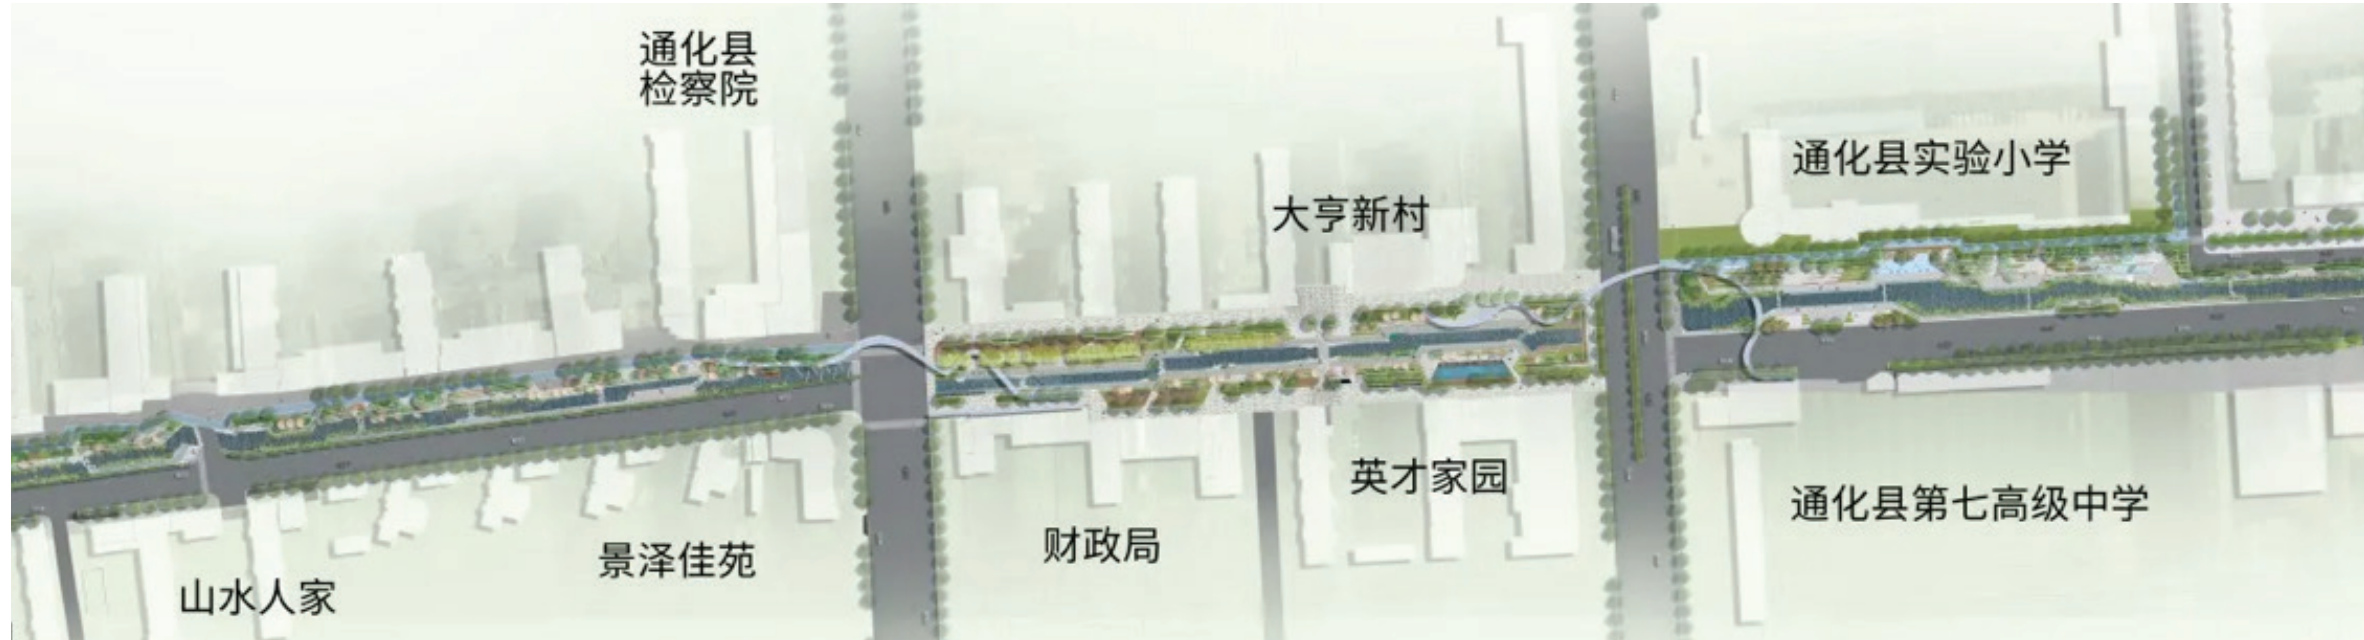 通化县
检察院
大亨新村
通化县实验小学
山水人家
景泽佳苑
财政局
英才家园
通化县第七高级中学